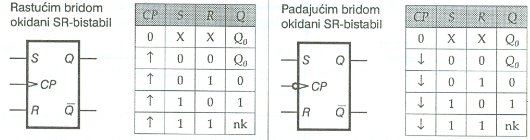 Rastućim bridom
okidani SR-bistabil
S Q
CP
R Q̅
CP S R Q
0 X X Q₀
↑ 0 0 Q₀
↑ 0 1 0
↑ 1 0 1
↑ 1 1 nk
Padajućim bridom
okidani SR-bistabil
S Q
CP
R Q̅
CP S R Q
0 X X Q₀
↓ 0 0 Q₀
↓ 0 1 0
↓ 1 0 1
↓ 1 1 nk